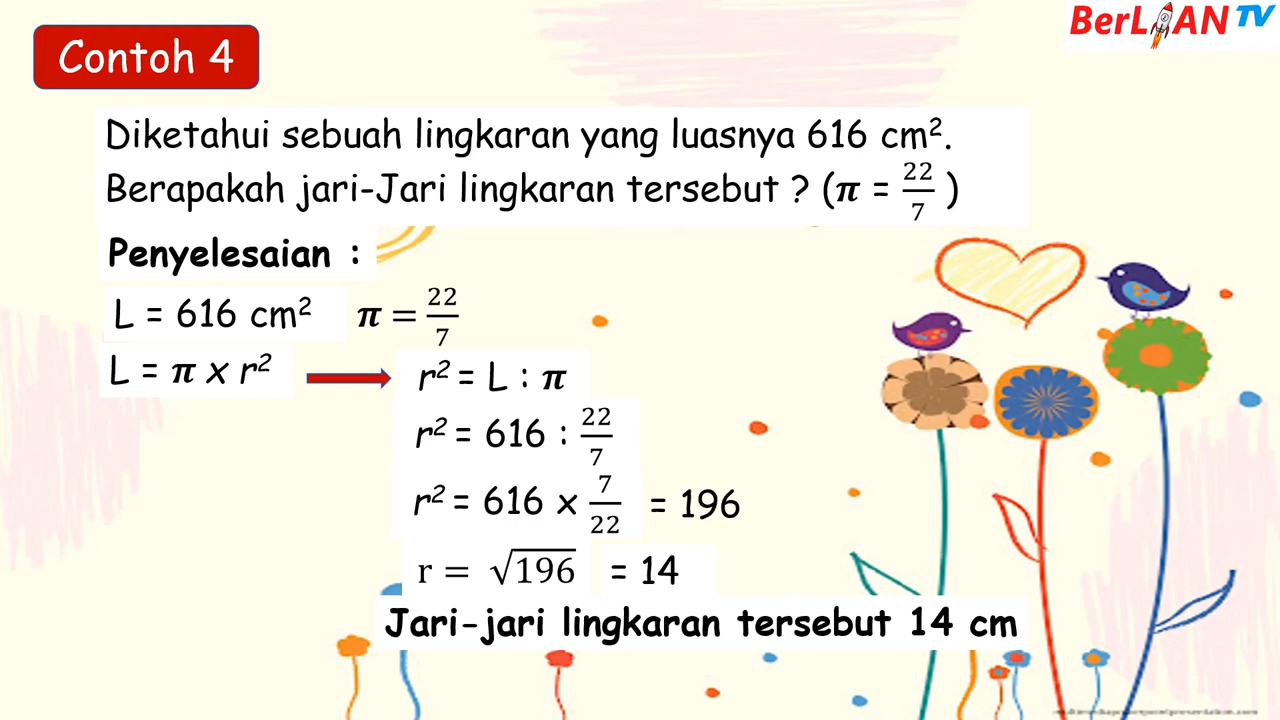 BerLIAN TV
Contoh 4
Diketahui sebuah lingkaran yang luasnya 616 cm².
Berapakah jari-Jari lingkaran tersebut ? (π = 22/7 )
Penyelesaian :
L = 616 cm² π = 22/7
L = π x r² r² = L : π
r² = 616 : 22/7
r² = 616 x 7/22 = 196
r = √196 = 14
Jari-jari lingkaran tersebut 14 cm